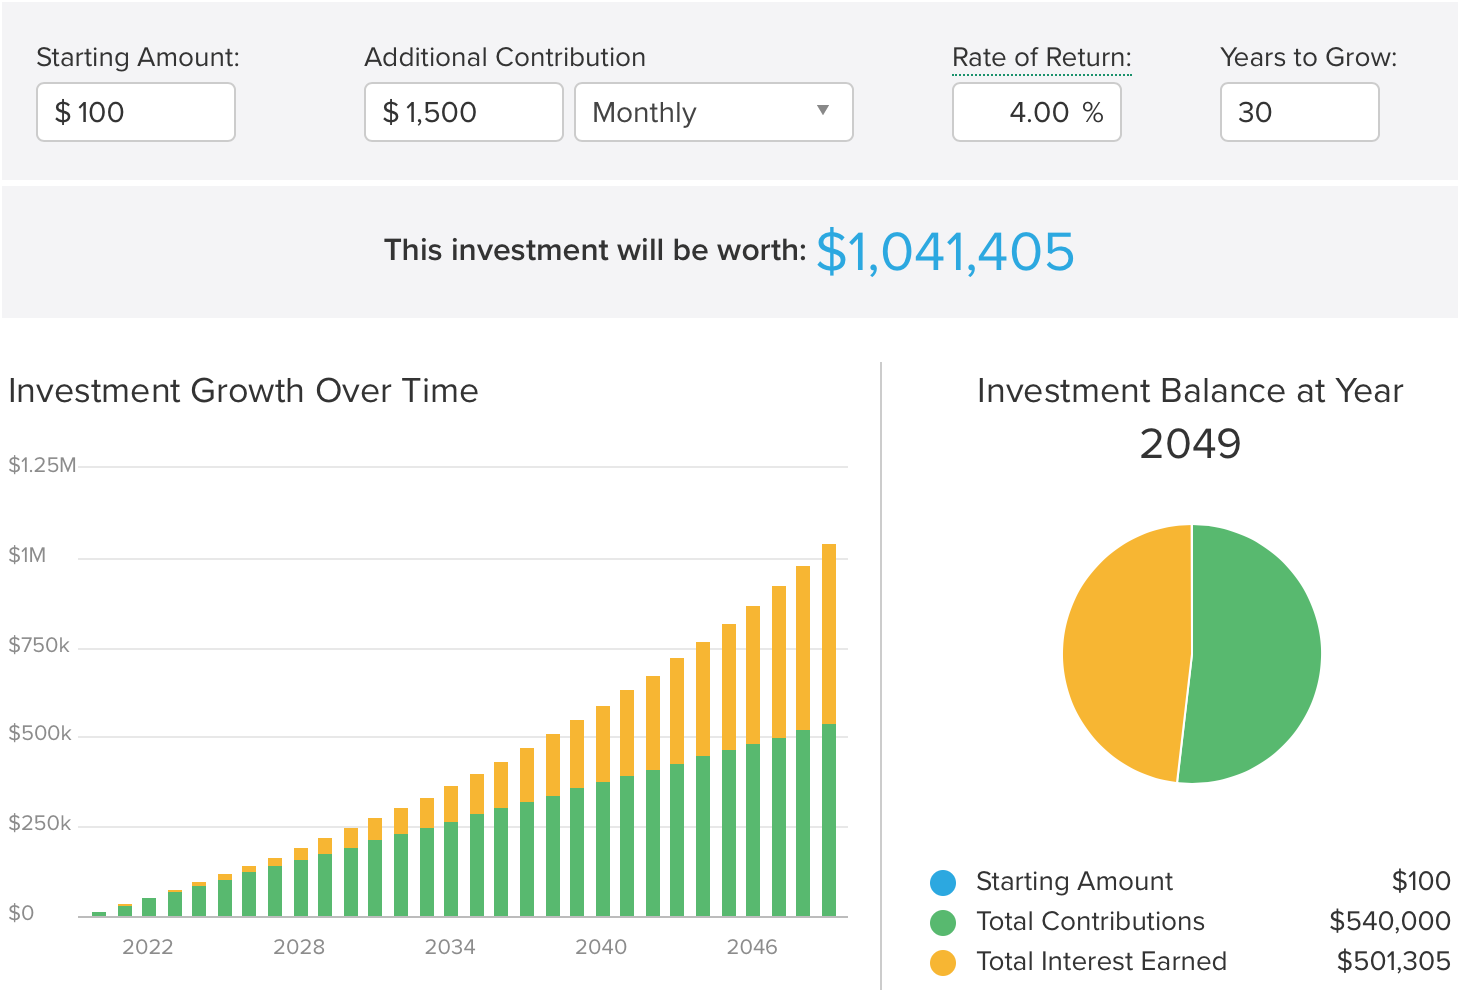 Starting Amount:
Additional Contribution
Rate of Return:
Years to Grow:
$ 100
$ 1,500
Monthly
4.00 %
30
This investment will be worth: $1,041,405
Investment Growth Over Time
$1.25M
$1M
$750k
$500k
$250k
$0
2022
2028
2034
2040
2046
Investment Balance at Year
2049
Starting Amount $100
Total Contributions $540,000
Total Interest Earned $501,305